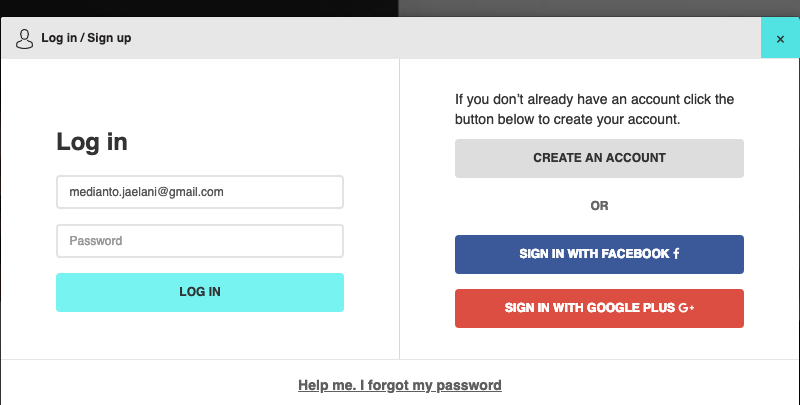 Log in / Sign up
×
Log in
medianto.jaelani@gmail.com
Password
LOG IN
If you don't already have an account click the
button below to create your account.
CREATE AN ACCOUNT
OR
SIGN IN WITH FACEBOOK f
SIGN IN WITH GOOGLE PLUS G+
Help me. I forgot my password